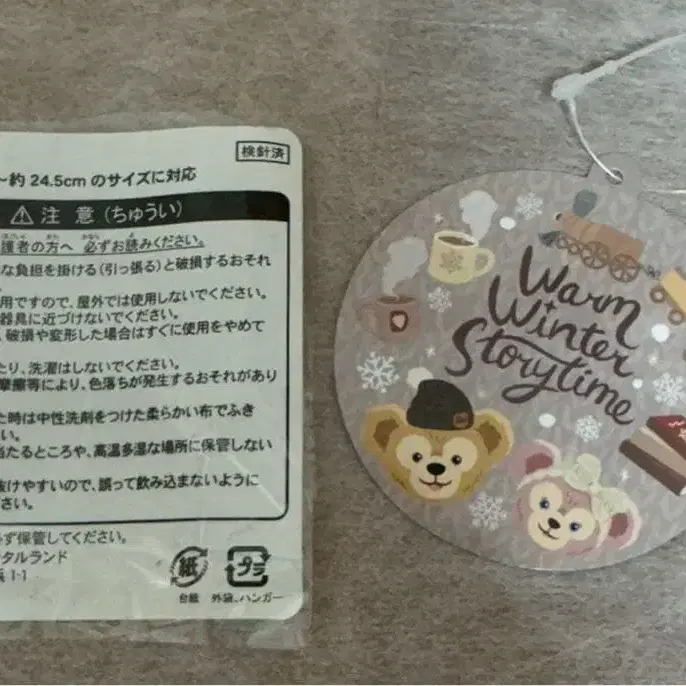 検針済
～約 24.5cm のサイズに対応
⚠ 注 意 (ちゅうい)
護者の方へ 必ずお読みください。
な負担を掛ける(引っ張る)と破損するおそれ
。
用ですので、屋外では使用しないでください。
器具に近づけないでください。
、破損や変形した場合はすぐに使用をやめて
たり、洗濯はしないでください。
摩擦等により、色落ちが発生するおそれがあり
た時は中性洗剤をつけた柔らかい布でふき
い。
当たるところや、高温多湿な場所に保管しない
抜けやすいので、誤って飲み込まないように
さい。
ず保管してください。
タルランド
浜 1-1
紙
プラ
台紙
外袋、ハンガー
Warm
Winter
Storytime